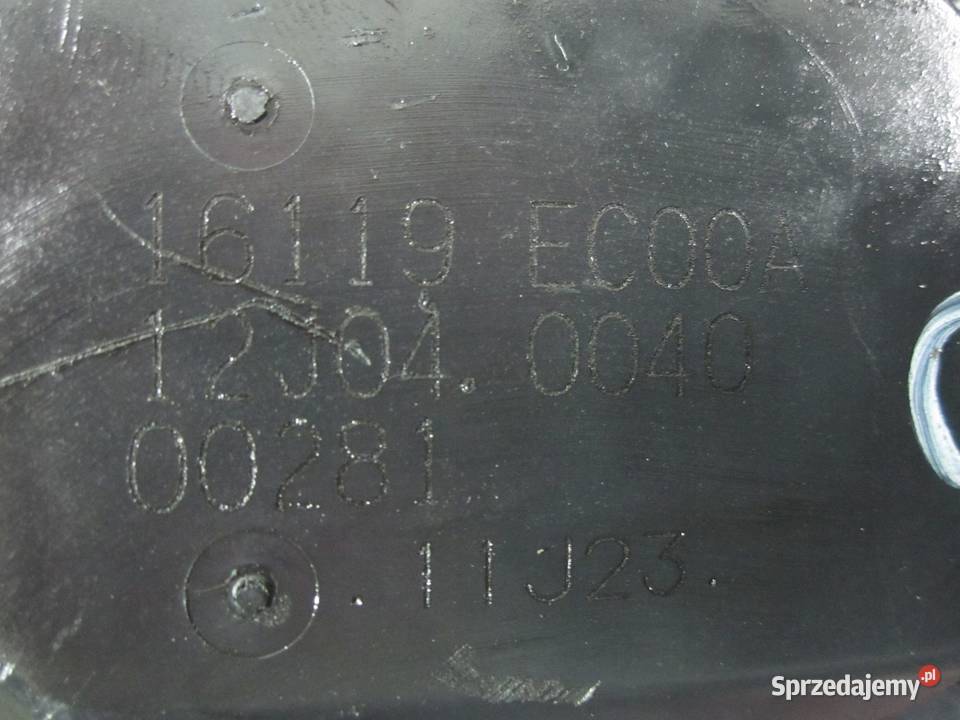 16119 EC00A
12J04.0040
00281
.11J23.
Sprzedajemy.pl